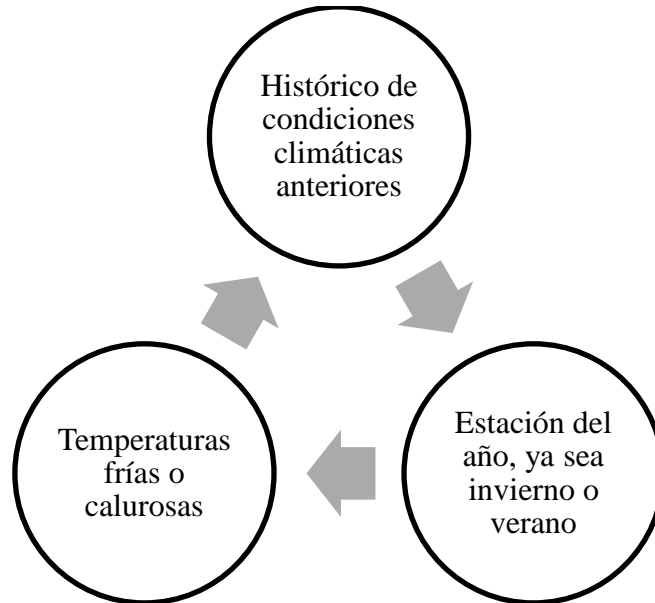 Histórico de
condiciones
climáticas
anteriores
Estación del
año, ya sea
invierno o
verano
Temperaturas
frías o
calurosas